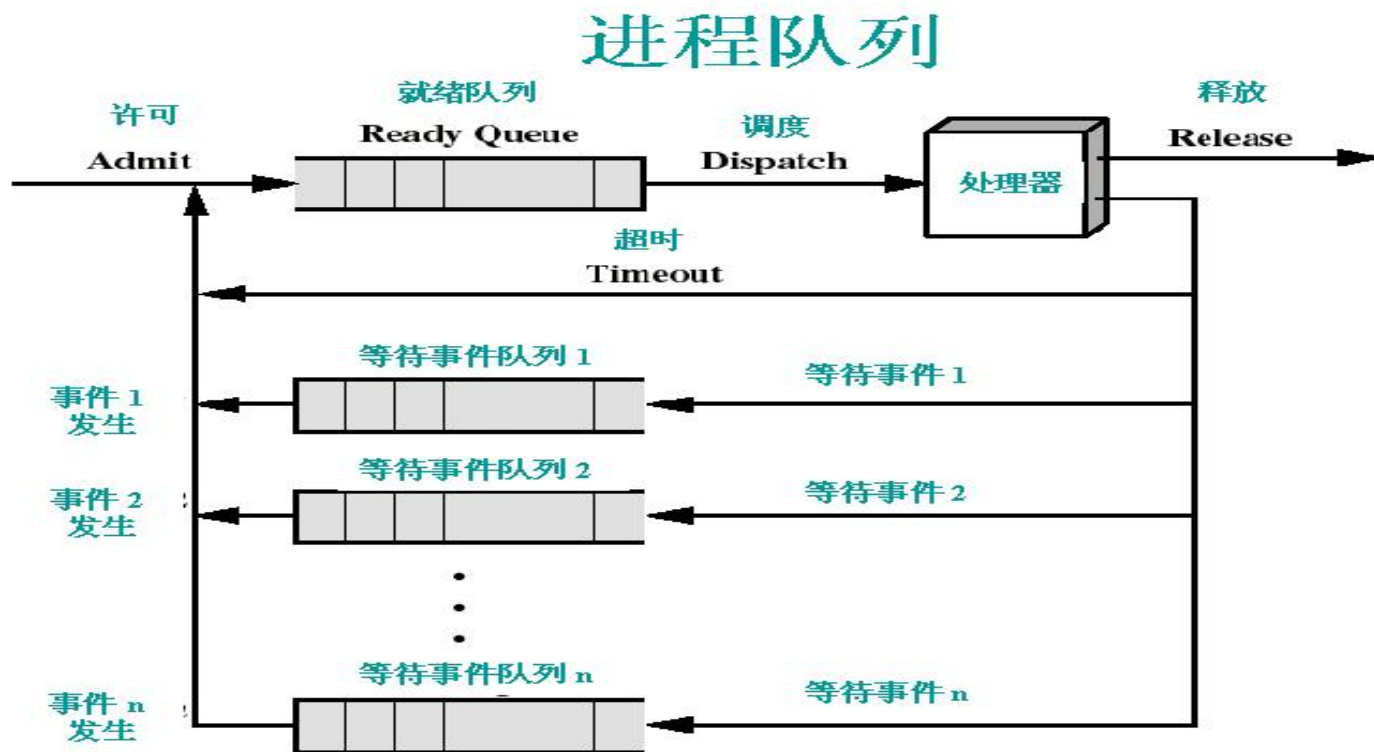 进程队列
许可
Admit
就绪队列
Ready Queue
调度
Dispatch
处理器
释放
Release
超时
Timeout
等待事件队列 1
等待事件 1
事件 1
发生
等待事件队列 2
等待事件 2
事件 2
发生
等待事件队列 n
等待事件 n
事件 n
发生